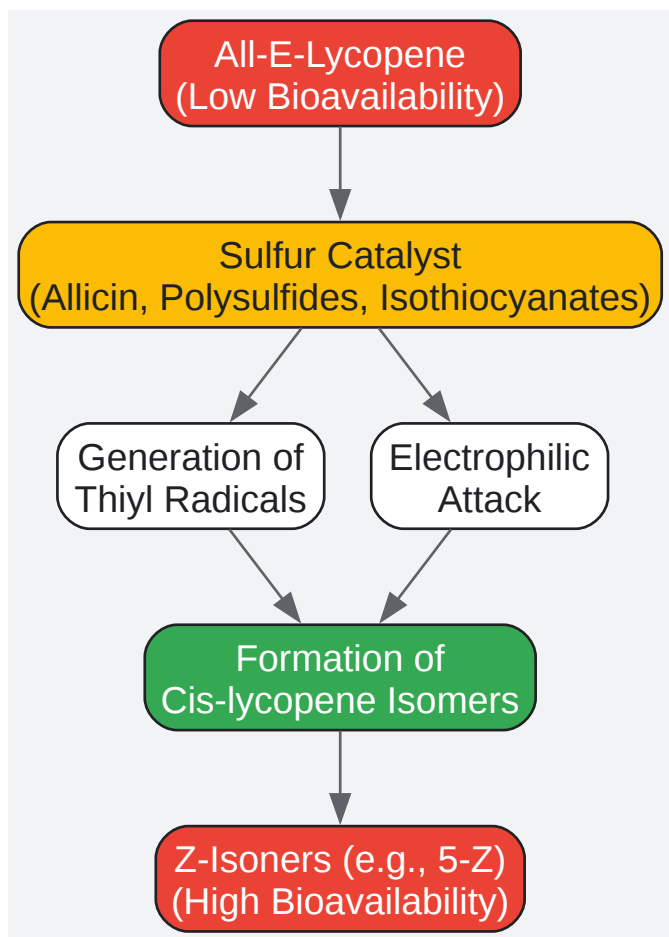 All-E-Lycopene
(Low Bioavailability)
Sulfur Catalyst
(Allicin, Polysulfides, Isothiocyanates)
Generation of
Thiyl Radicals
Electrophilic
Attack
Formation of
Cis-lycopene Isomers
Z-Isoners (e.g., 5-Z)
(High Bioavailability)